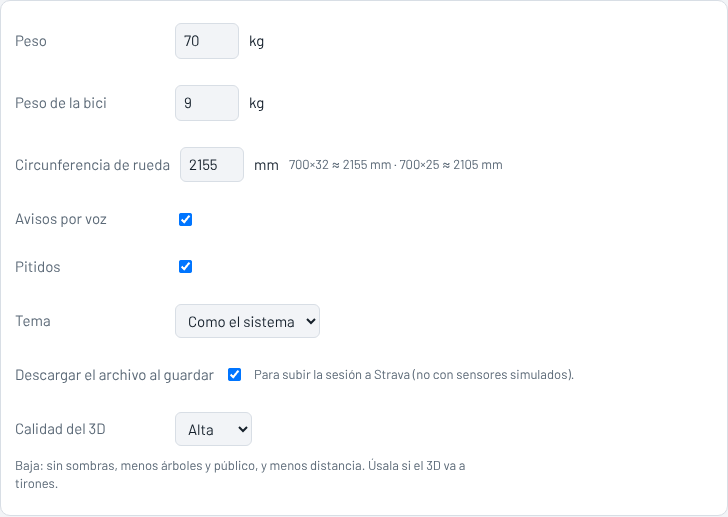 Peso 70 kg
Peso de la bici 9 kg
Circunferencia de rueda 2155 mm 700×32 ≈ 2155 mm · 700×25 ≈ 2105 mm
Avisos por voz
Pitidos
Tema Como el sistema
Descargar el archivo al guardar Para subir la sesión a Strava (no con sensores simulados).
Calidad del 3D Alta
Baja: sin sombras, menos árboles y público, y menos distancia. Úsala si el 3D va a
tirones.